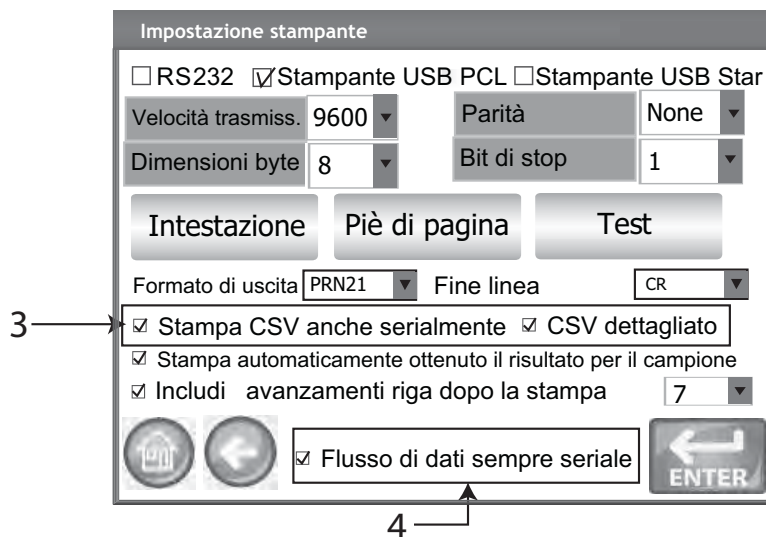 Impostazione stampante
RS232 Stampante USB PCL Stampante USB Star
Velocità trasmiss. 9600 Parità None
Dimensioni byte 8 Bit di stop 1
Intestazione Piè di pagina Test
Formato di uscita PRN21 Fine linea CR
3 Stampa CSV anche serialmente CSV dettagliato
Stampa automaticamente ottenuto il risultato per il campione
Includi avanzamenti riga dopo la stampa 7
Flusso di dati sempre seriale ENTER
4